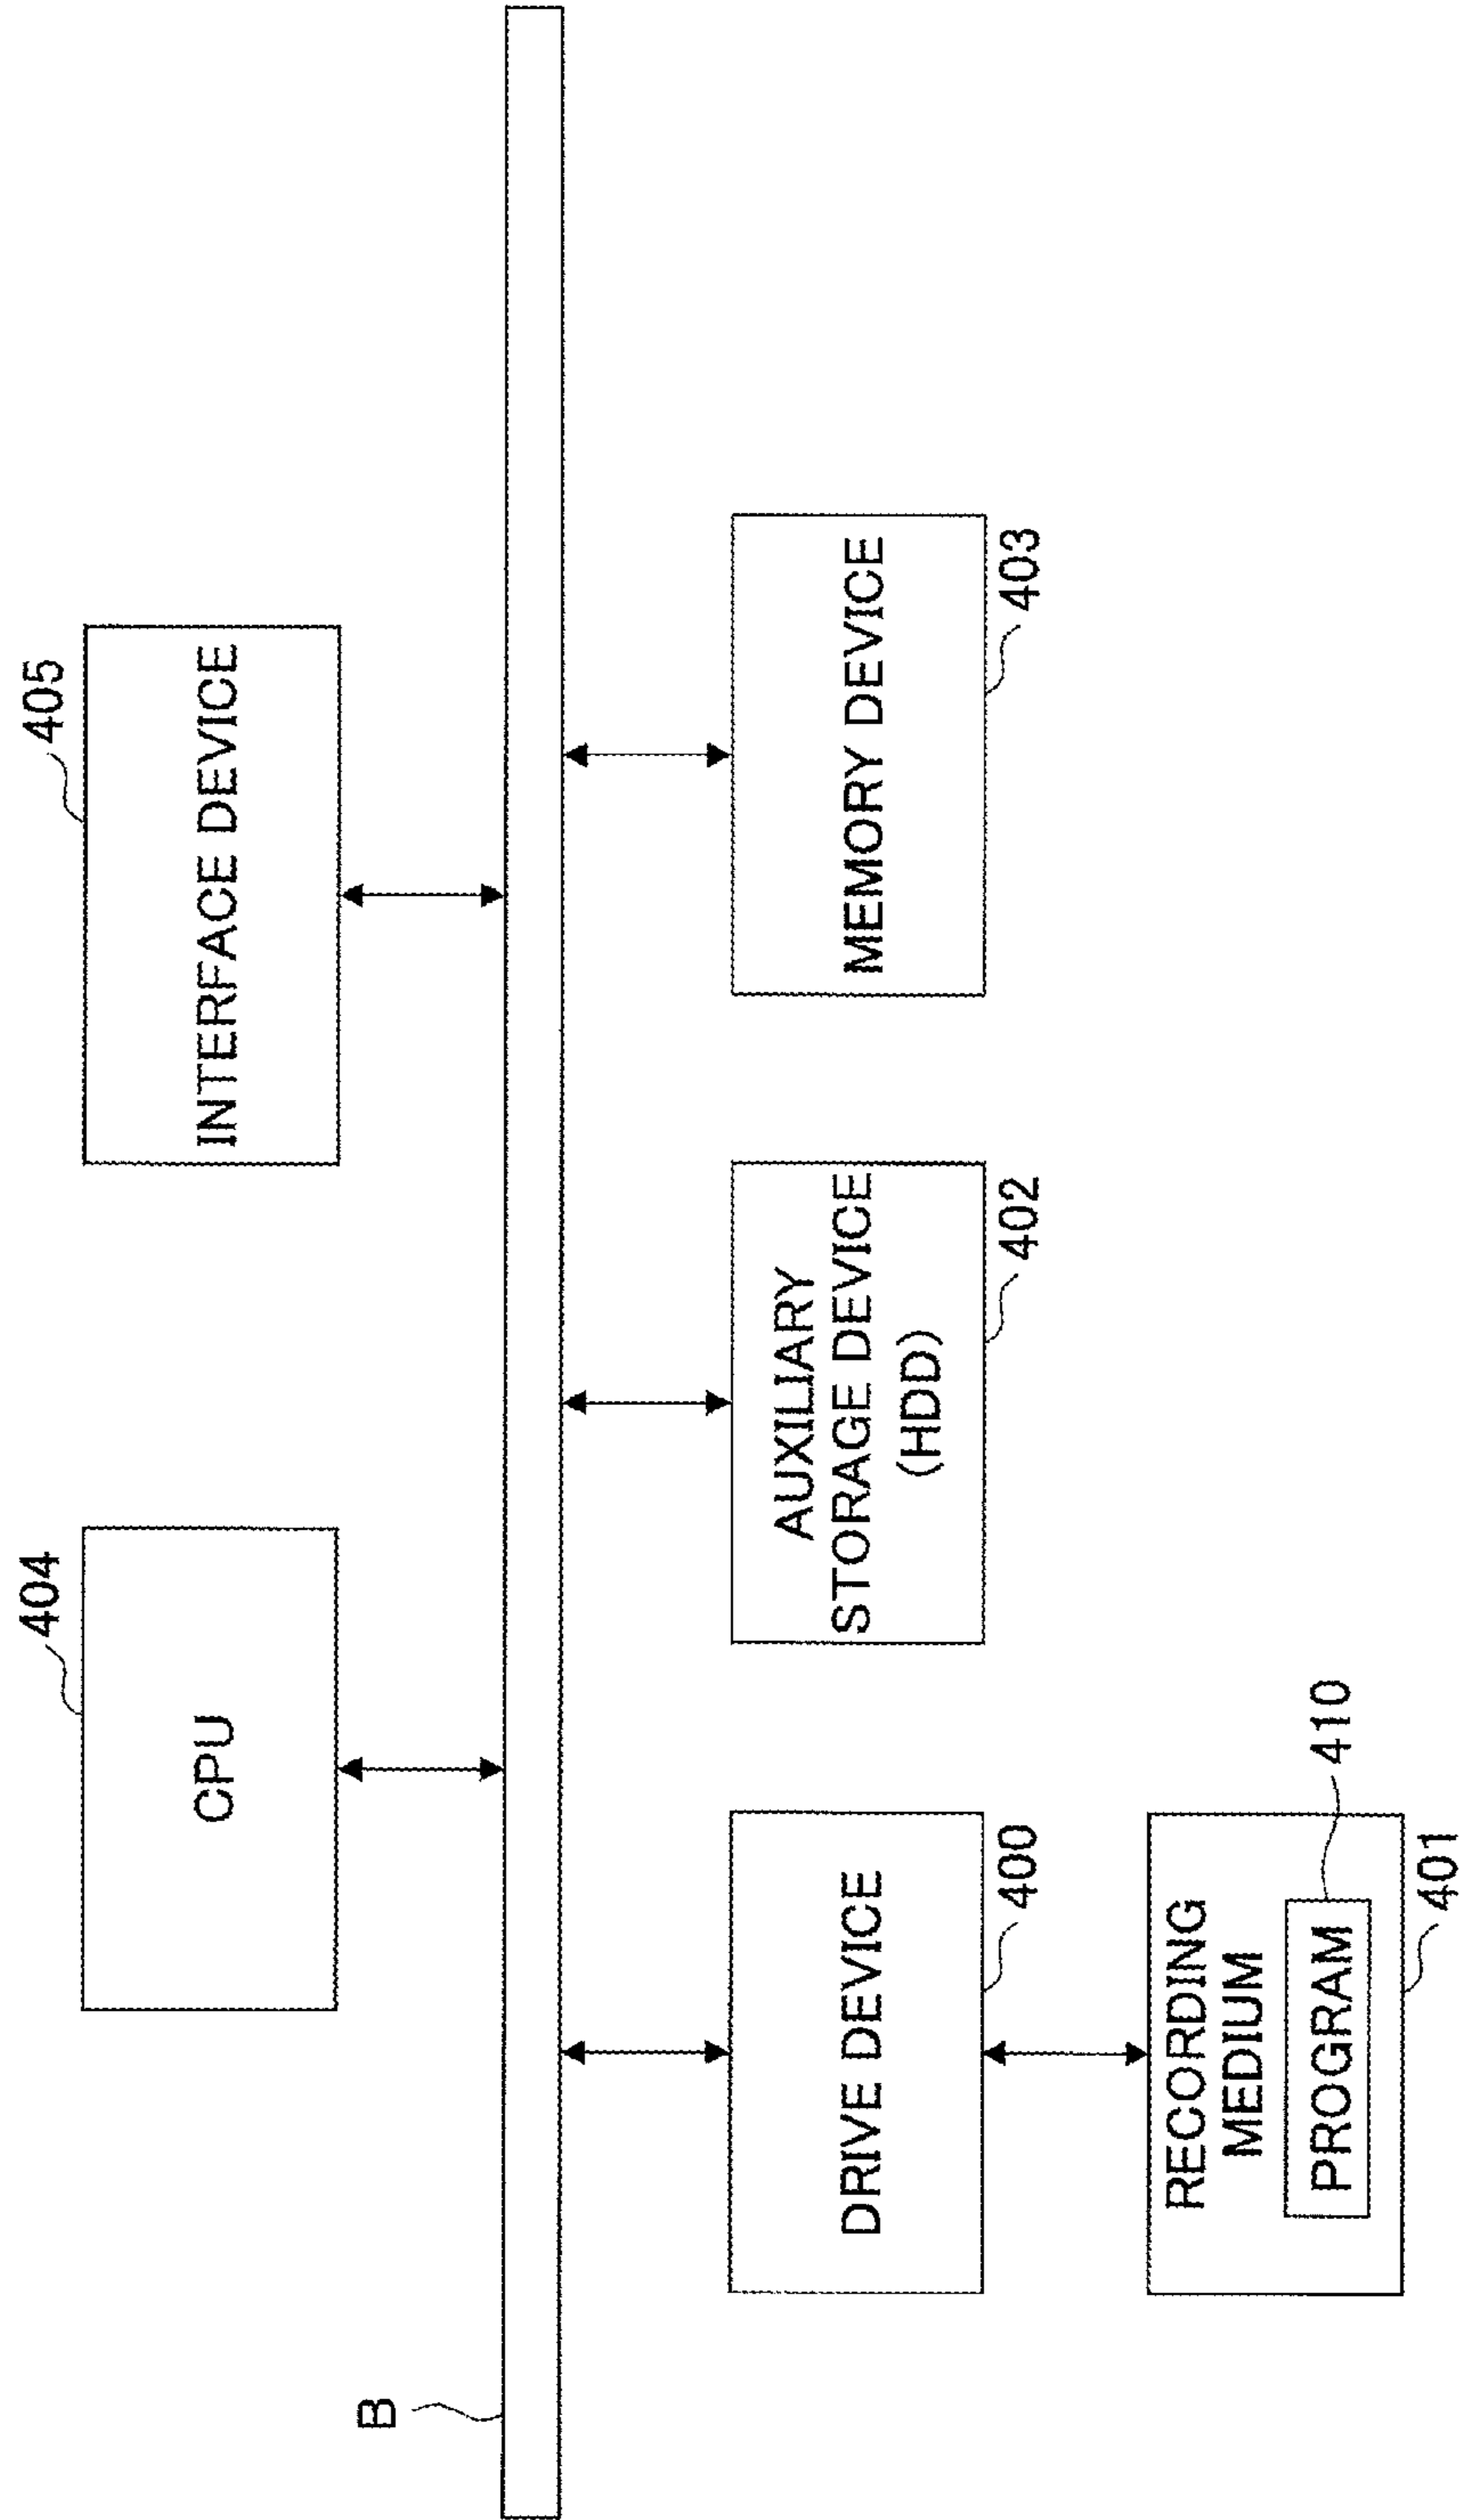 404
CPU
405
INTERFACE DEVICE
B
DRIVE DEVICE
400
AUXILIARY
STORAGE DEVICE
(HDD)
402
MEMORY DEVICE
403
RECORDING
MEDIUM
PROGRAM
410
401